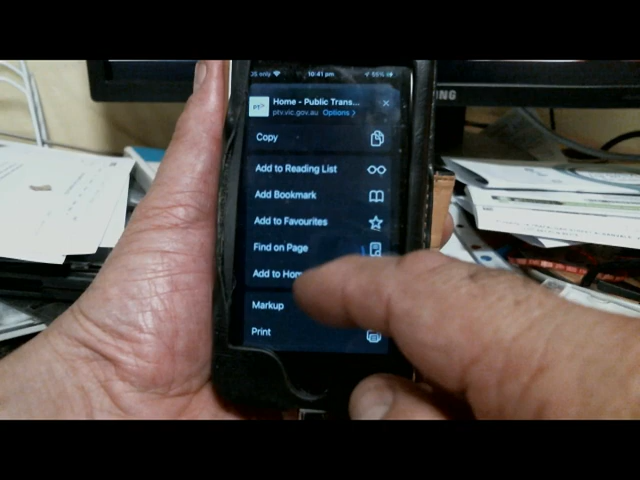 10:41 pm
55%
Home - Public Trans...
ptv.vic.gov.au Options >
Copy
Add to Reading List
Add Bookmark
Add to Favourites
Find on Page
Add to Hom
Markup
Print